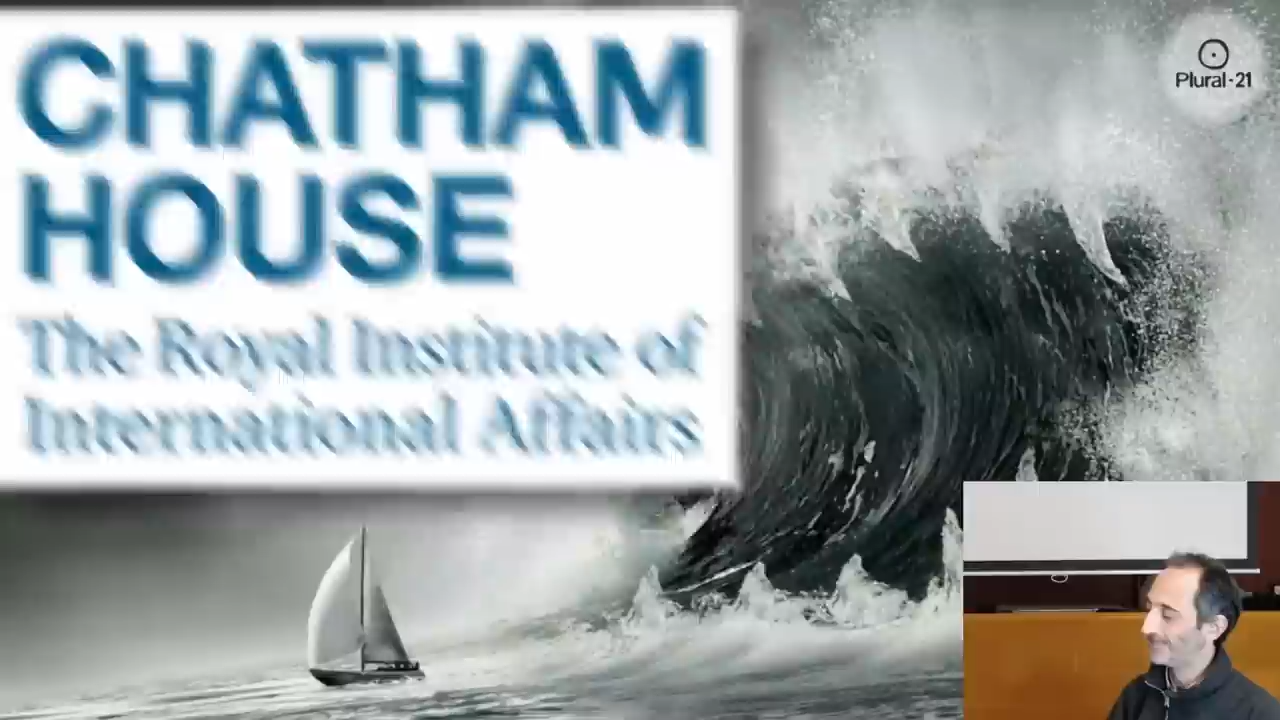 CHATHAM
HOUSE
The Royal Institute of
International Affairs
Plural-21